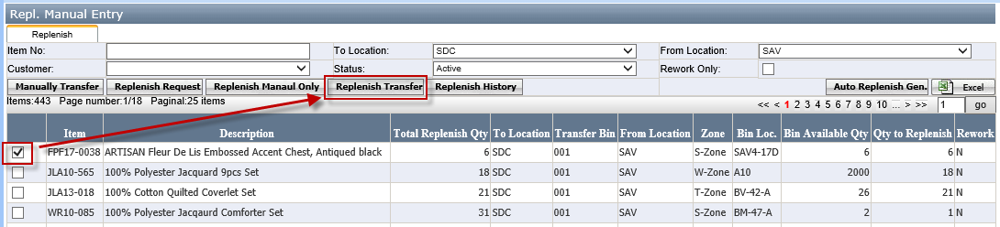 Repl. Manual Entry
Replenish
Item No: To Location: SDC From Location: SAV
Customer: Status: Active Rework Only:
Manually Transfer Replenish Request Replenish Manaul Only Replenish Transfer Replenish History Auto Replenish Gen. Excel
Items:443 Page number:1/18 Paginal:25 items << < 1 2 3 4 5 6 7 8 9 10 ... > >> 1 go
Item Description Total Replenish Qty To Location Transfer Bin From Location Zone Bin Loc. Bin Available Qty Qty to Replenish Rework
FPF17-0038 ARTISAN Fleur De Lis Embossed Accent Chest, Antiqued black 6 SDC 001 SAV S-Zone SAV4-17D 6 6 N
JLA10-565 100% Polyester Jacquard 9pcs Set 18 SDC 001 SAV W-Zone A10 2000 18 N
JLA13-018 100% Cotton Quilted Coverlet Set 21 SDC 001 SAV T-Zone BV-42-A 26 21 N
WR10-085 100% Polyester Jacqaurd Comforter Set 31 SDC 001 SAV S-Zone BM-47-A 2 1 N